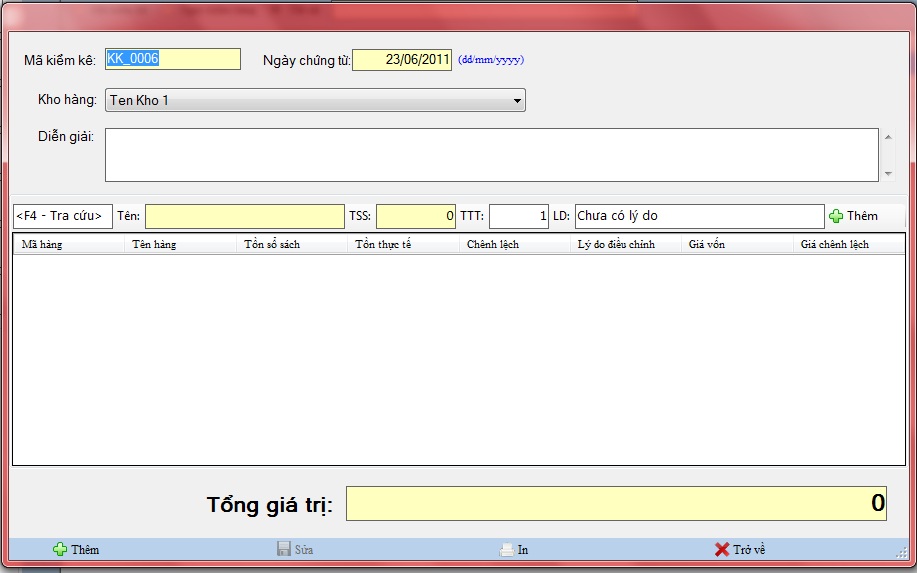 Mã kiểm kê: KK_0006 Ngày chứng từ: 23/06/2011 (dd/mm/yyyy)
Kho hàng: Ten Kho 1
Diễn giải:
<F4 - Tra cứu> Tên: TSS: 0 TTT: 1 LD: Chưa có lý do Thêm
Mã hàng Tên hàng Tồn sổ sách Tồn thực tế Chênh lệch Lý do điều chỉnh Giá vốn Giá chênh lệch
Tổng giá trị: 0
Thêm Sửa In Trở về